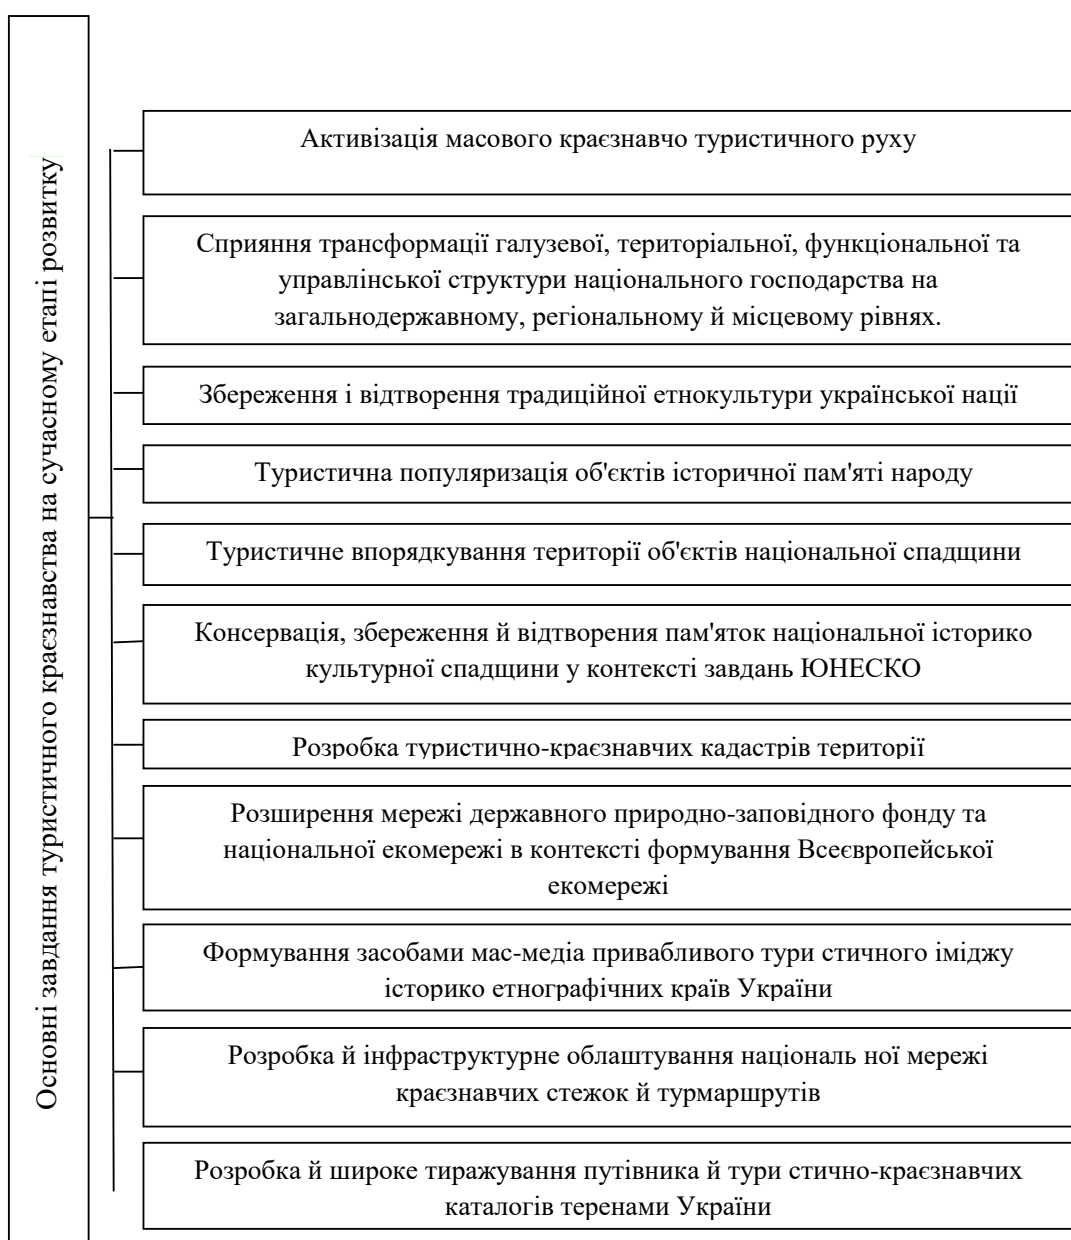 Основні завдання туристичного краєзнавства на сучасному етапі розвитку
Активізація масового краєзнавчо туристичного руху
Сприяння трансформації галузевої, територіальної, функціональної та
управлінської структури національного господарства на
загальнодержавному, регіональному й місцевому рівнях.
Збереження і відтворення традиційної етнокультури української нації
Туристична популяризація об'єктів історичної пам'яті народу
Туристичне впорядкування території об'єктів національної спадщини
Консервація, збереження й відтворення пам'яток національної історико
культурної спадщини у контексті завдань ЮНЕСКО
Розробка туристично-краєзнавчих кадастрів території
Розширення мережі державного природно-заповідного фонду та
національної екомережі в контексті формування Всеєвропейської
екомережі
Формування засобами мас-медіа привабливого тури стичного іміджу
історико етнографічних країв України
Розробка й інфраструктурне облаштування національ ної мережі
краєзнавчих стежок й турмаршрутів
Розробка й широке тиражування путівника й тури стично-краєзнавчих
каталогів теренами України